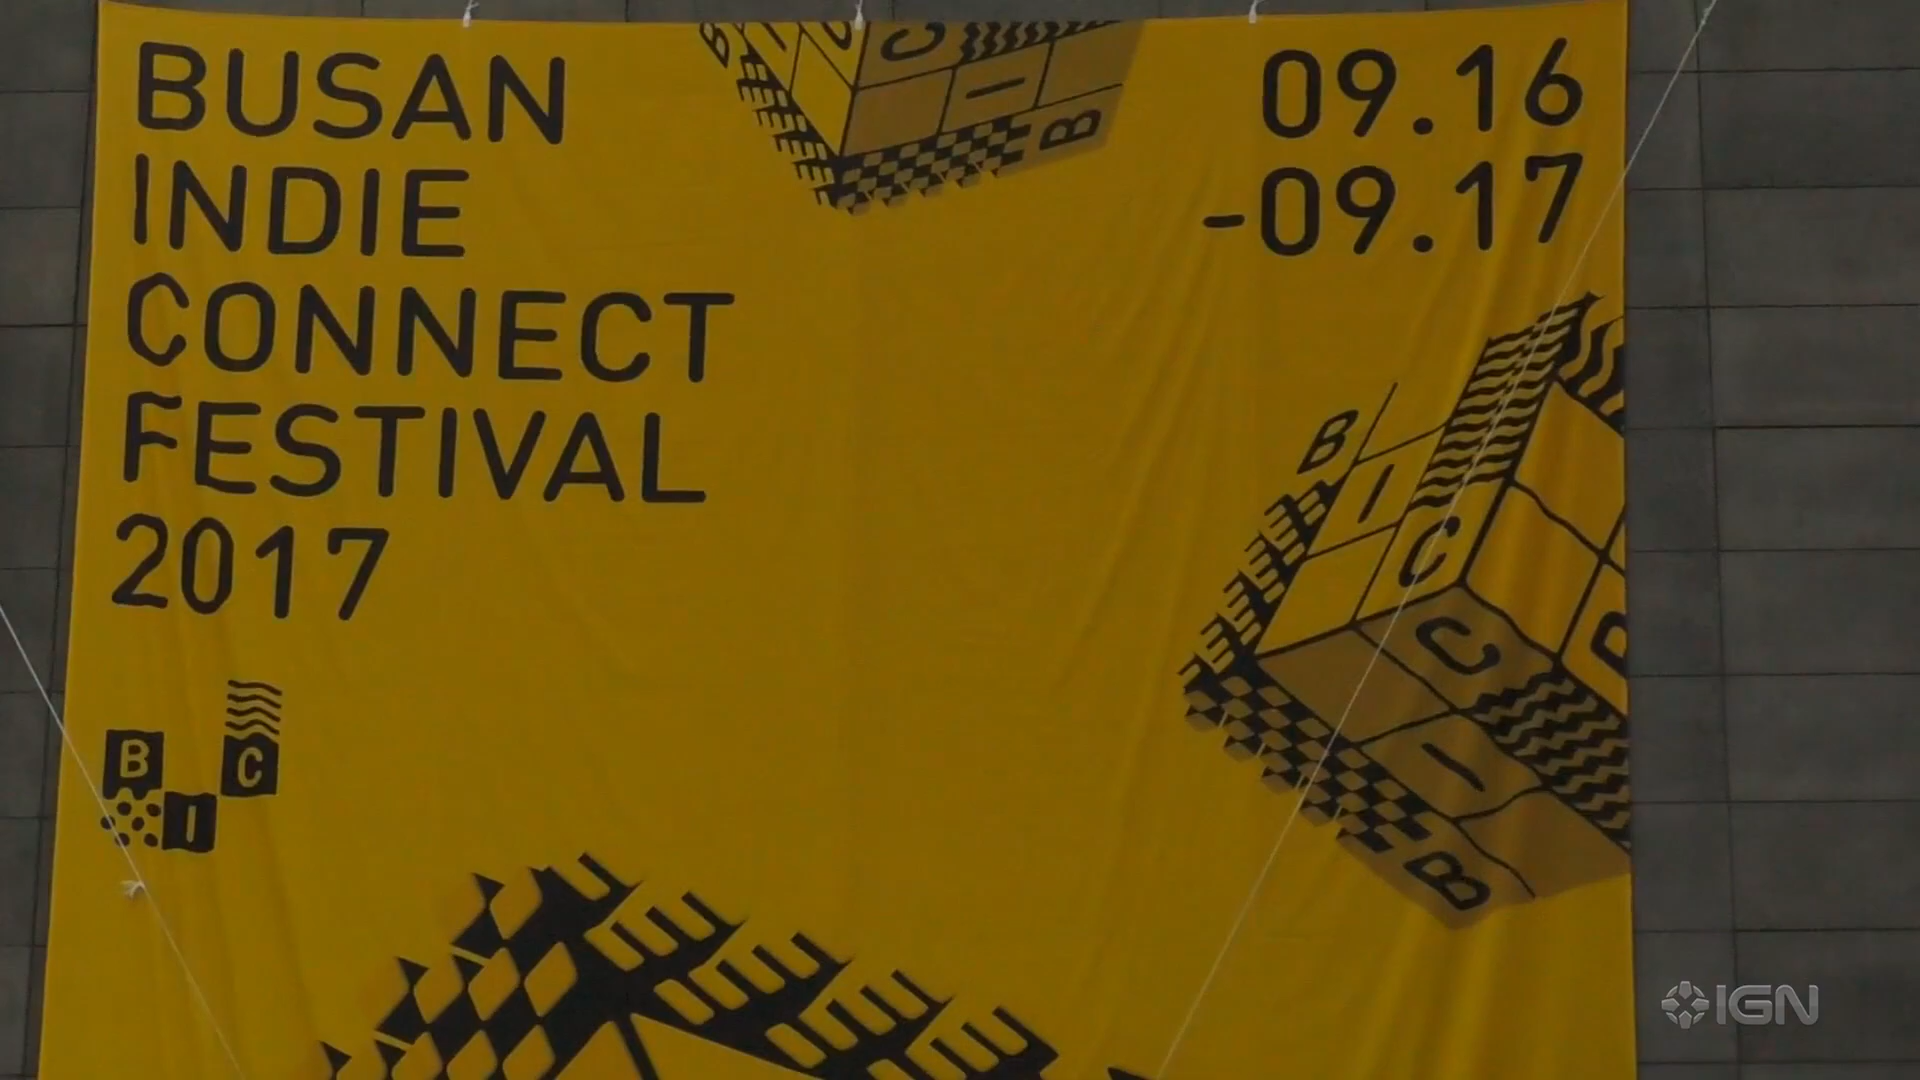 BUSAN
INDIE
CONNECT
FESTIVAL
2017
09.16
-09.17
B I C
C
I
B
B
I
C
C
I
B
B
C
I
IGN